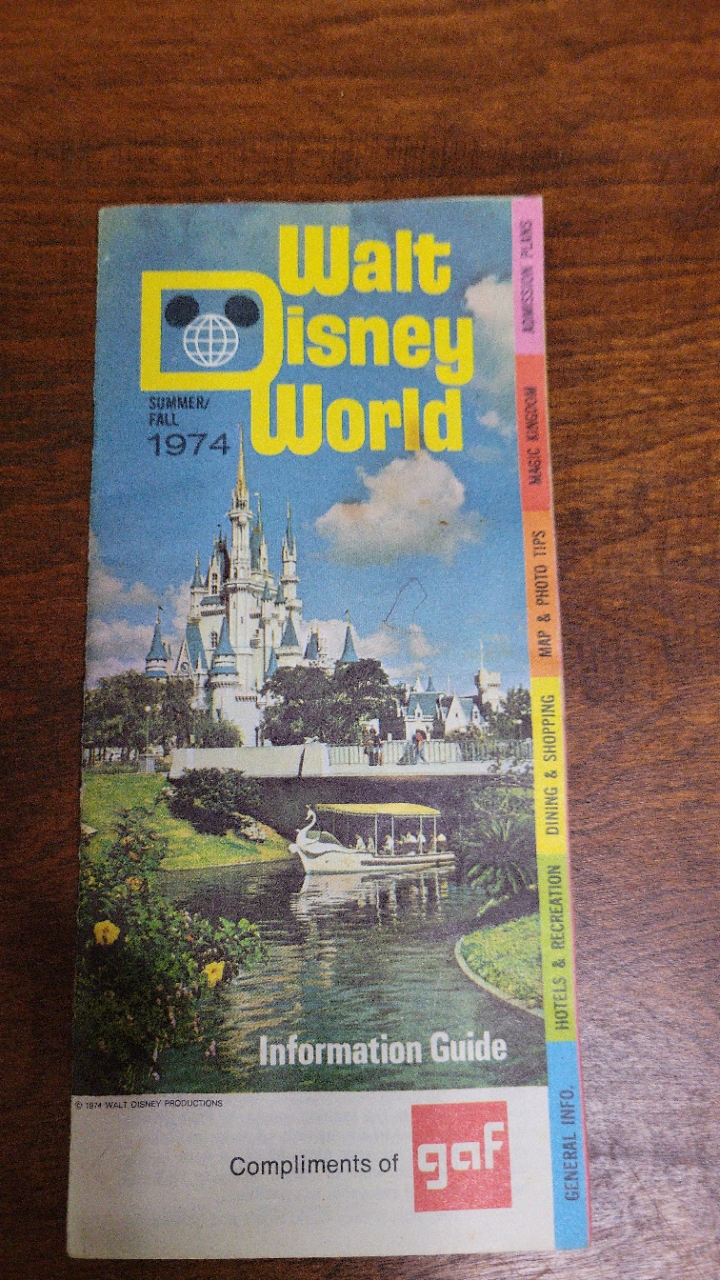 Walt
Disney
World
SUMMER/
FALL
1974
ADMISSION PLANS
MAGIC KINGDOM
MAP & PHOTO TIPS
DINING & SHOPPING
HOTELS & RECREATION
GENERAL INFO.
Information Guide
© 1974 WALT DISNEY PRODUCTIONS
Compliments of gaf